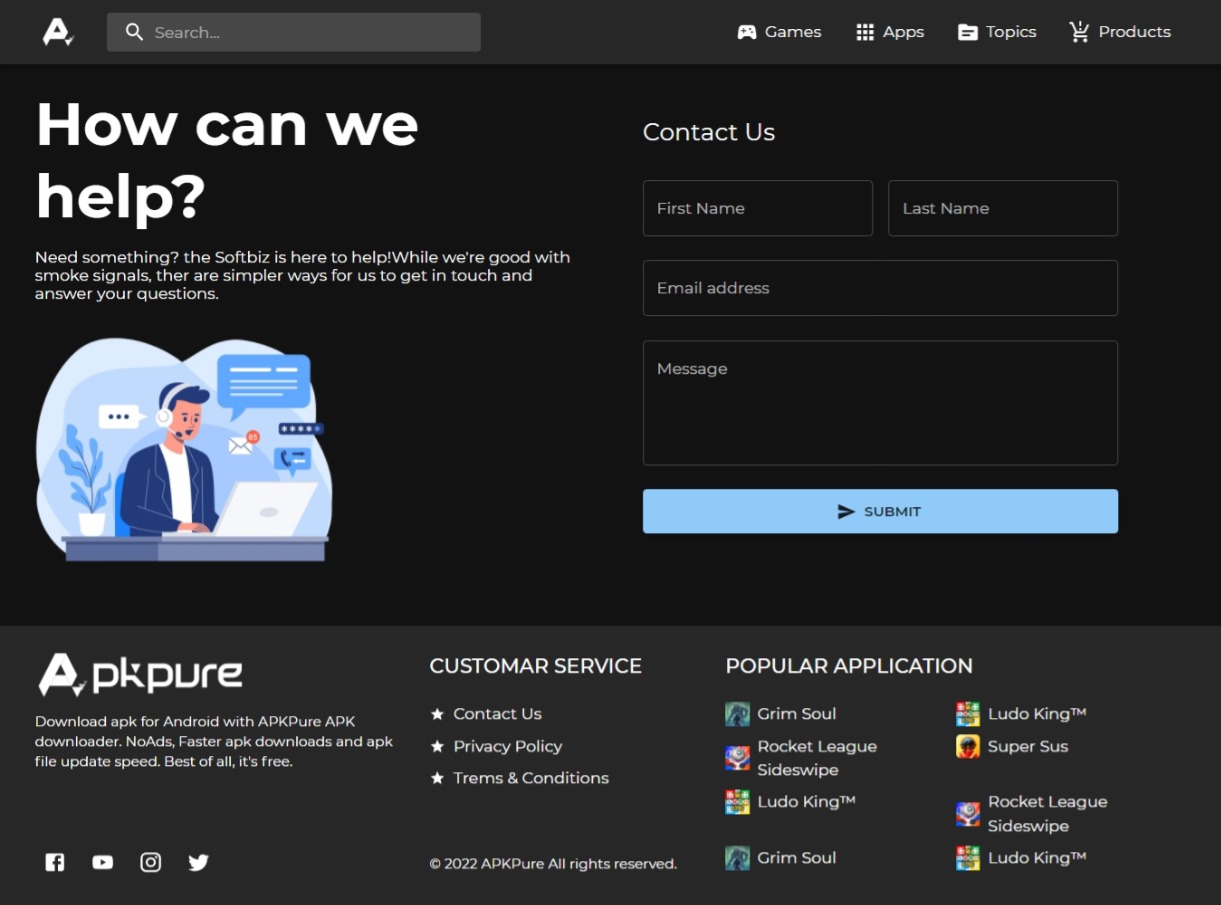 Search...
Games
Apps
Topics
Products
How can we
help?
Need something? the Softbiz is here to help!While we're good with
smoke signals, ther are simpler ways for us to get in touch and
answer your questions.
85
*****
Contact Us
First Name
Last Name
Email address
Message
SUBMIT
Apkpure
Download apk for Android with APKPure APK
downloader. NoAds, Faster apk downloads and apk
file update speed. Best of all, it's free.
CUSTOMAR SERVICE
Contact Us
Privacy Policy
Trems & Conditions
© 2022 APKPure All rights reserved.
POPULAR APPLICATION
Grim Soul
Ludo King™
Rocket League
Sideswipe
Super Sus
Ludo King™
Rocket League
Sideswipe
Grim Soul
Ludo King™